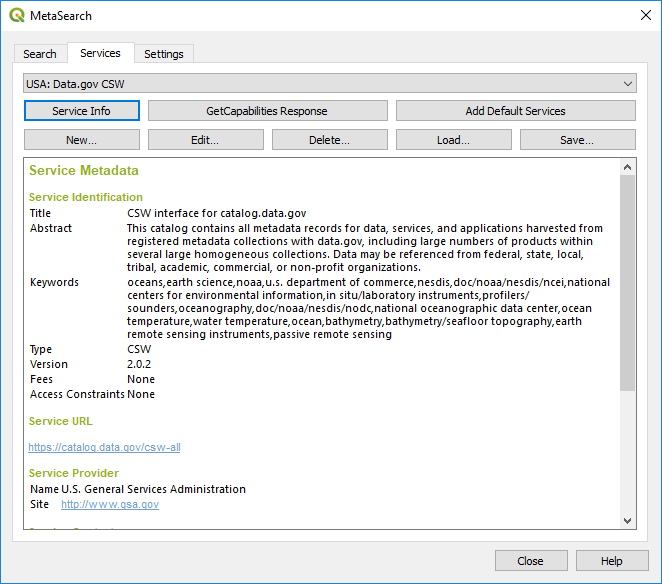 MetaSearch
Search Services Settings
USA: Data.gov CSW
Service Info GetCapabilities Response Add Default Services
New... Edit... Delete... Load... Save...
Service Metadata
Service Identification
Title CSW interface for catalog.data.gov
Abstract This catalog contains all metadata records for data, services, and applications harvested from
registered metadata collections with data.gov, including large numbers of products within
several large homogeneous collections. Data may be referenced from federal, state, local,
tribal, academic, commercial, or non-profit organizations.
Keywords oceans,earth science,noaa,u.s. department of commerce,nesdis,doc/noaa/nesdis/ncei,national
centers for environmental information,in situ/laboratory instruments,profilers/
sounders,oceanography,doc/noaa/nesdis/nodc,national oceanographic data center,ocean
temperature,water temperature,ocean,bathymetry,bathymetry/seafloor topography,earth
remote sensing instruments,passive remote sensing
Type CSW
Version 2.0.2
Fees None
Access Constraints None
Service URL
https://catalog.data.gov/csw-all
Service Provider
Name U.S. General Services Administration
Site http://www.gsa.gov
Close Help